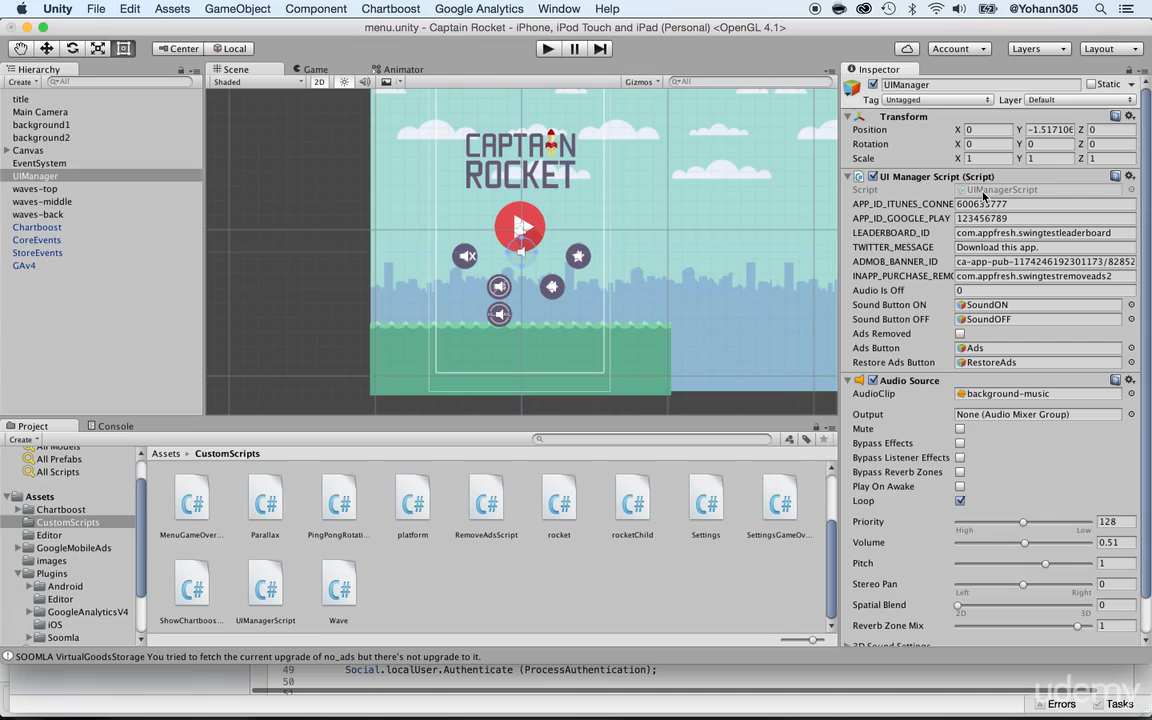 Unity File Edit Assets GameObject Component Chartboost Google Analytics Window Help @Yohann305
menu.unity - Captain Rocket - iPhone, iPod Touch and iPad (Personal) <OpenGL 4.1>
Center Local Account Layers Layout
Hierarchy
Create All
title
Main Camera
background1
background2
Canvas
EventSystem
UIManager
waves-top
waves-middle
waves-back
Chartboost
CoreEvents
StoreEvents
GAv4
Scene Game Animator
Shaded 2D Gizmos All
CAPTAIN
ROCKET
Inspector
UIManager Static
Tag Untagged Layer Default
Transform
Position X 0 Y -1.517106 Z 0
Rotation X 0 Y 0 Z 0
Scale X 1 Y 1 Z 1
UI Manager Script (Script)
Script UIManagerScript
APP_ID_ITUNES_CONNE
APP_ID_GOOGLE_PLAY 123456789
LEADERBOARD_ID com.appfresh.swingtestleaderboard
TWITTER_MESSAGE Download this app.
ADMOB_BANNER_ID ca-app-pub-1174246192301173/82852
INAPP_PURCHASE_REMO com.appfresh.swingtestremoveads2
Audio Is Off 0
Sound Button ON SoundON
Sound Button OFF SoundOFF
Ads Removed
Ads Button Ads
Restore Ads Button RestoreAds
Audio Source
AudioClip background-music
Output None (Audio Mixer Group)
Mute
Bypass Effects
Bypass Listener Effects
Bypass Reverb Zones
Play On Awake
Loop
Priority 128
High Low
Volume 0.51
Pitch 1
Stereo Pan 0
Left Right
Spatial Blend 0
2D 3D
Reverb Zone Mix 1
3D Sound Settings
Project Console
Create
All Models
All Prefabs
All Scripts
Assets
Chartboost
CustomScripts
Editor
GoogleMobileAds
images
Plugins
Android
Editor
GoogleAnalyticsV4
iOS
Soomla
Assets CustomScripts
C# C# C# C# C# C# C# C# C#
MenuGameOver... Parallax PingPongRotati... platform RemoveAdsScript rocket rocketChild Settings SettingsGameOv...
C# C# C#
ShowChartboos... UIManagerScript Wave
SOOMLA VirtualGoodsStorage You tried to fetch the current upgrade of no_ads but there's not upgrade to it.
49 Social.localUser.Authenticate (ProcessAuthentication);
50
udemy
Errors Tasks